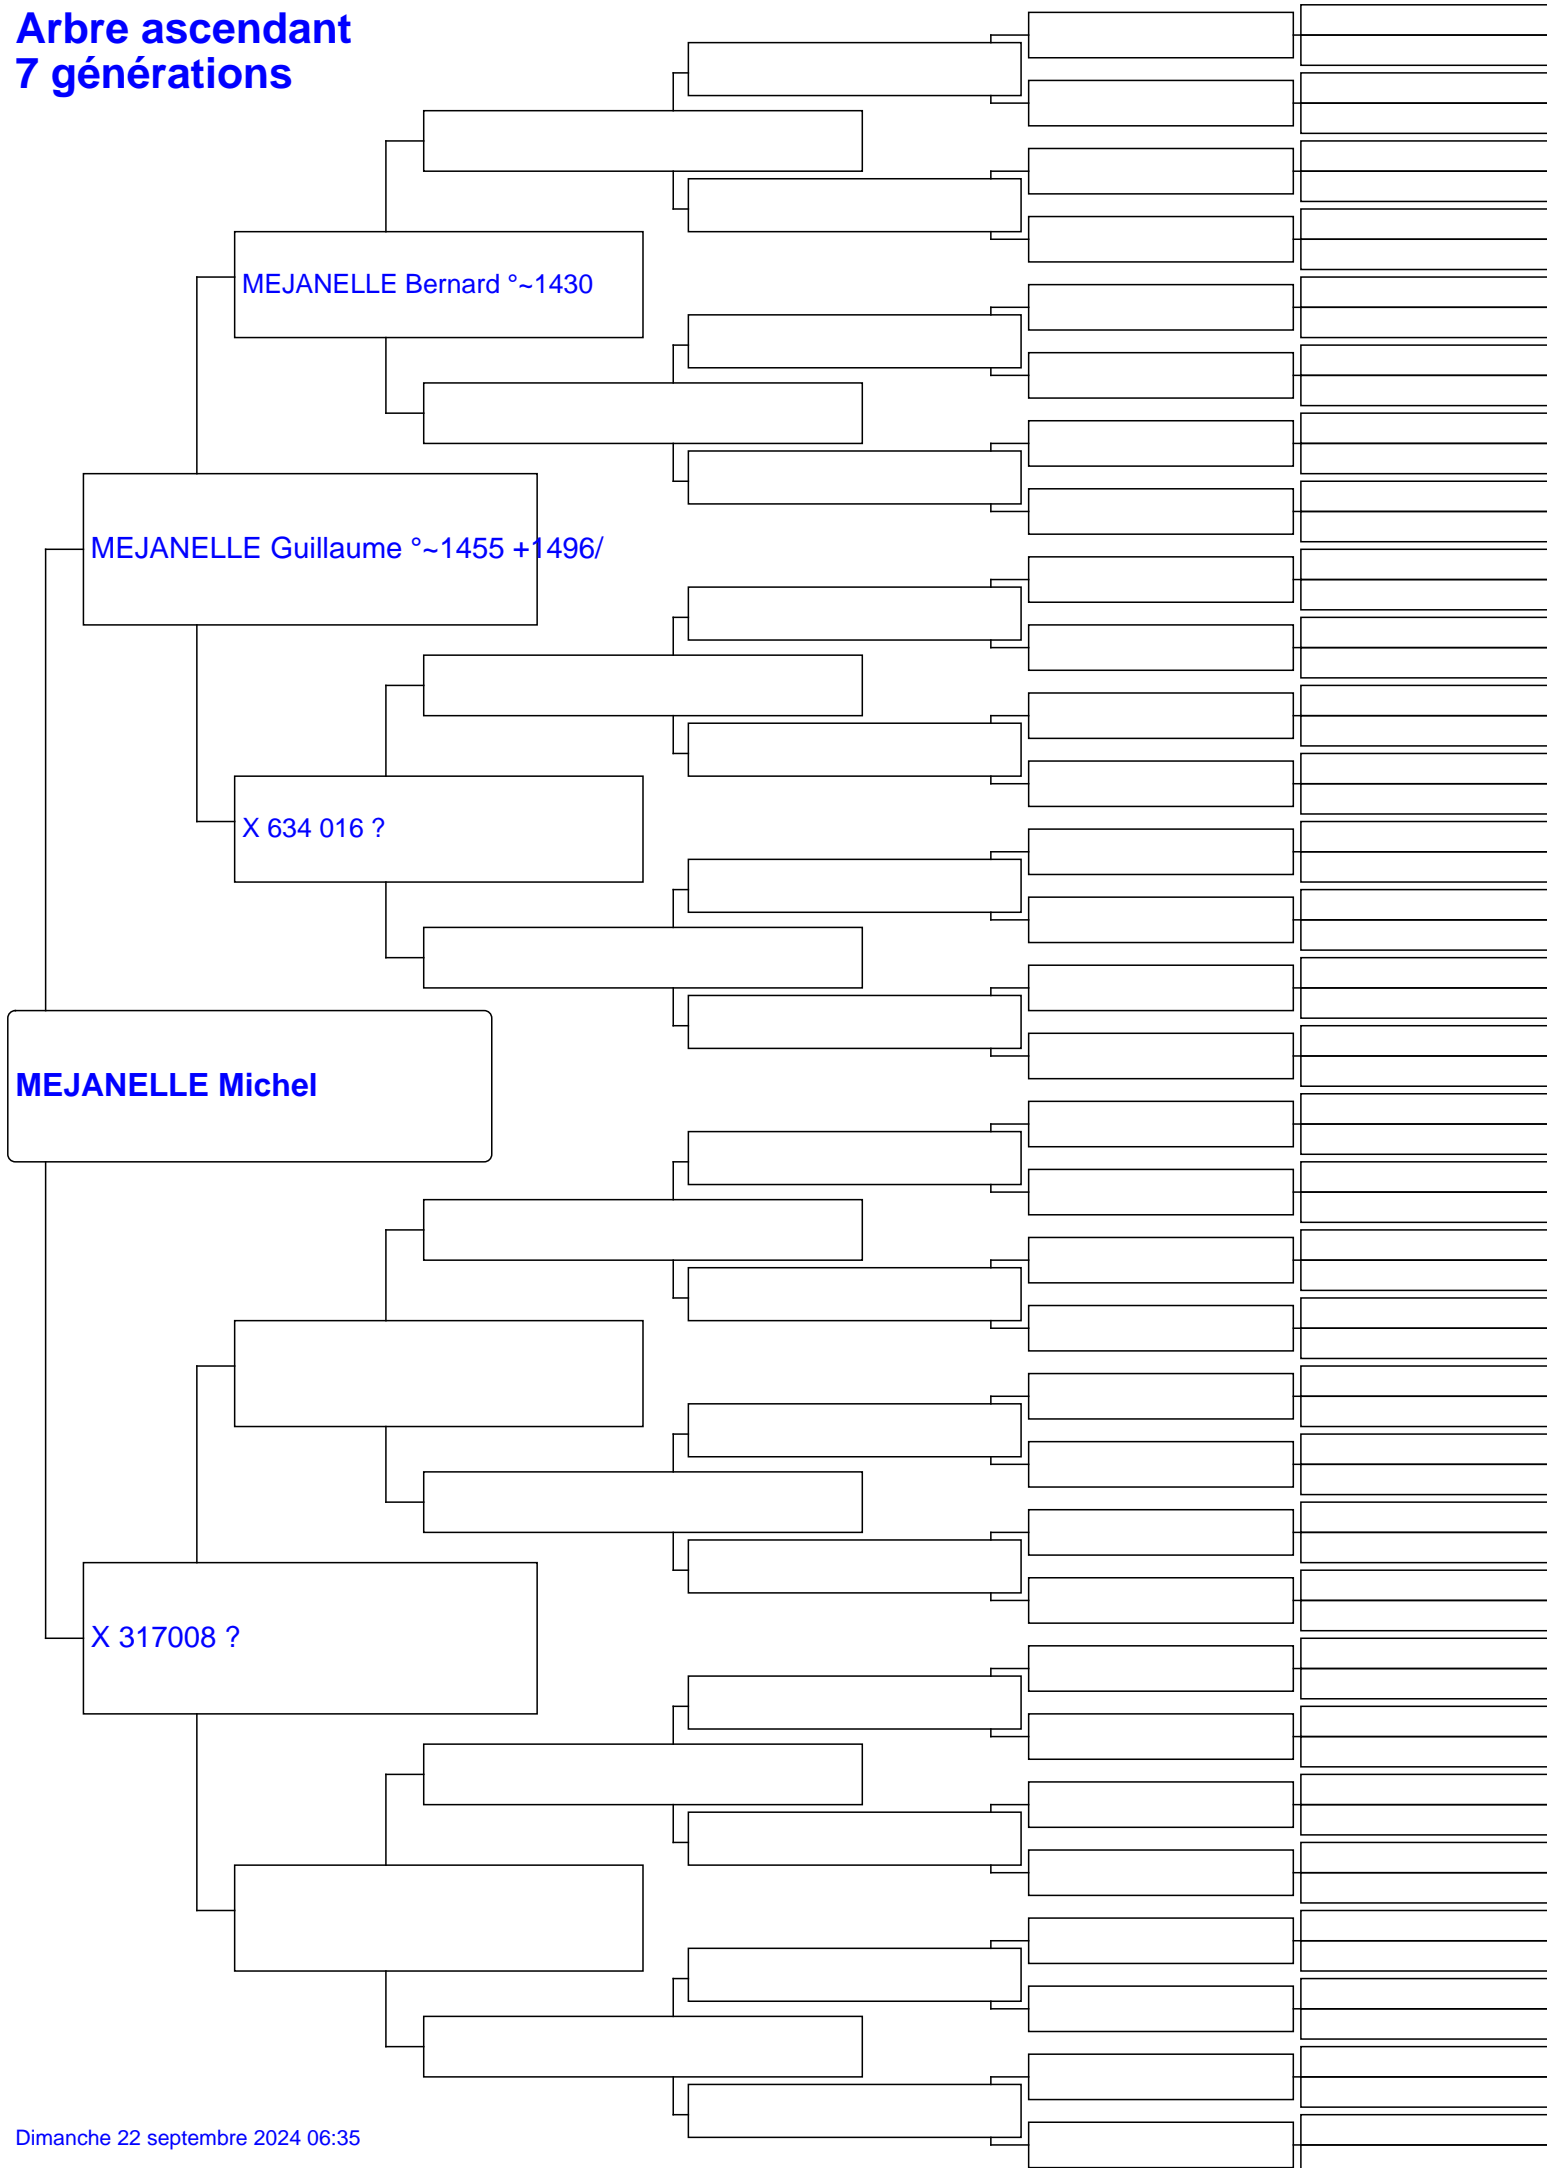 Arbre ascendant
7 générations
MEJANELLE Bernard °~1430
MEJANELLE Guillaume °~1455 +1496/
X 634 016 ?
MEJANELLE Michel
X 317008 ?
Dimanche 22 septembre 2024 06:35